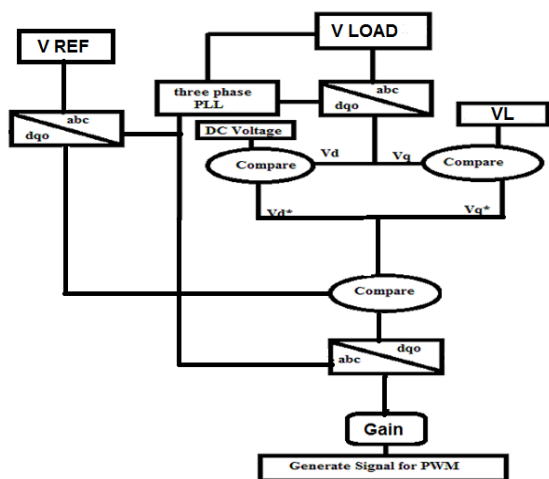 V REF
V LOAD
three phase
PLL
abc
dqo
abc
dqo
DC Voltage
VL
Compare
Vd
Vq
Compare
Vd*
Vq*
Compare
dqo
abc
Gain
Generate Signal for PWM